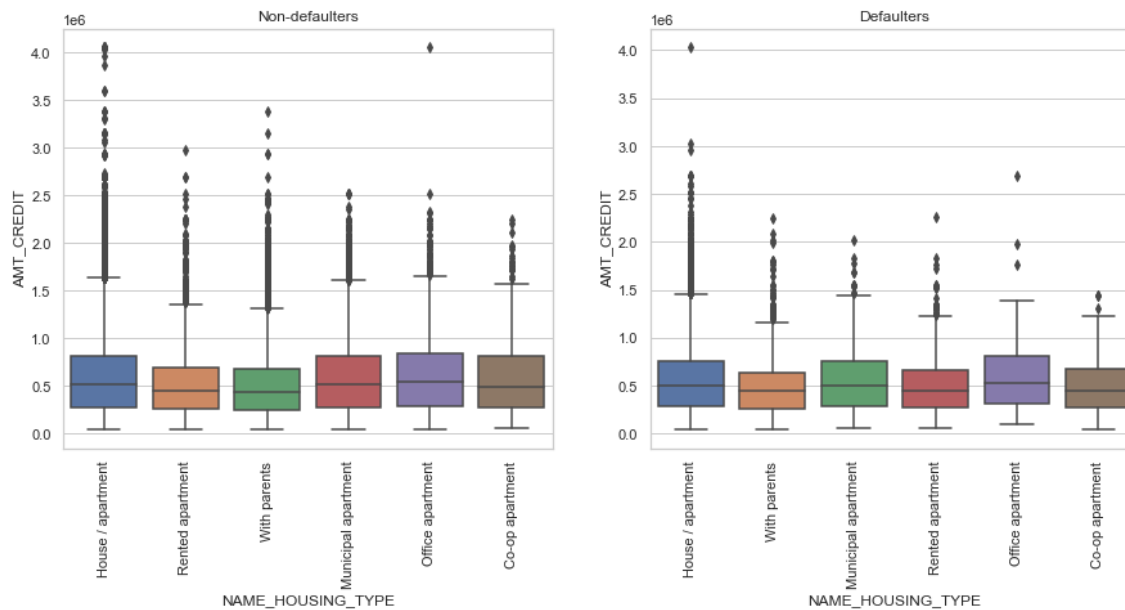 Non-defaulters
1e6
AMT_CREDIT
4.0
3.5
3.0
2.5
2.0
1.5
1.0
0.5
0.0
House / apartment
Rented apartment
With parents
Municipal apartment
Office apartment
Co-op apartment
NAME_HOUSING_TYPE
Defaulters
1e6
AMT_CREDIT
4.0
3.5
3.0
2.5
2.0
1.5
1.0
0.5
0.0
House / apartment
With parents
Municipal apartment
Rented apartment
Office apartment
Co-op apartment
NAME_HOUSING_TYPE